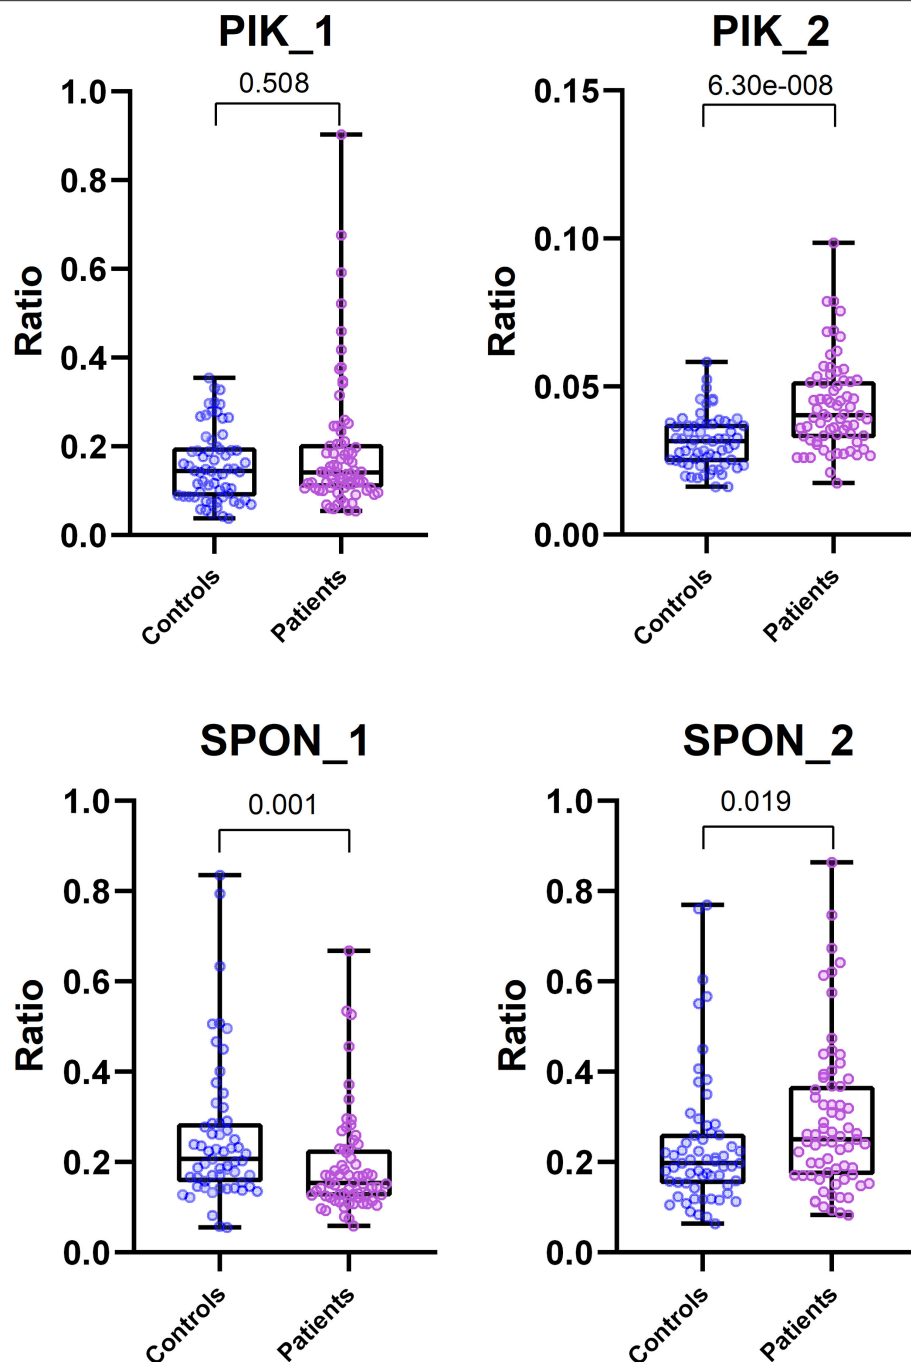 PIK_1
0.508
1.0
0.8
0.6
0.4
0.2
0.0
Ratio
Controls
Patients
PIK_2
6.30e-008
0.15
0.10
0.05
0.00
Ratio
Controls
Patients
SPON_1
0.001
1.0
0.8
0.6
0.4
0.2
0.0
Ratio
Controls
Patients
SPON_2
0.019
1.0
0.8
0.6
0.4
0.2
0.0
Ratio
Controls
Patients